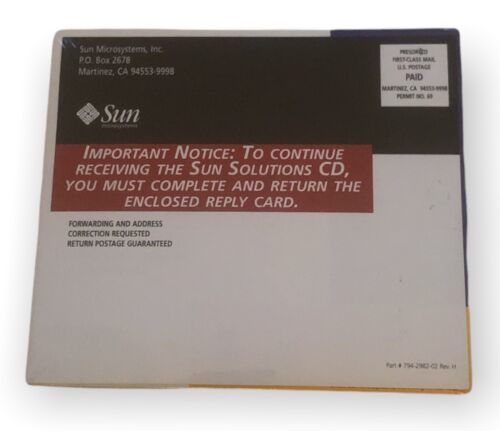 Sun Microsystems, Inc.
P.O. Box 2678
Martinez, CA 94553-9998
PRESORTED
FIRST-CLASS MAIL
U.S. POSTAGE
PAID
MARTINEZ, CA 94553-9998
PERMIT NO. 69
Sun
microsystems
IMPORTANT NOTICE: TO CONTINUE
RECEIVING THE SUN SOLUTIONS CD,
YOU MUST COMPLETE AND RETURN THE
ENCLOSED REPLY CARD.
FORWARDING AND ADDRESS
CORRECTION REQUESTED
RETURN POSTAGE GUARANTEED
Part # 794-2982-02 Rev. H